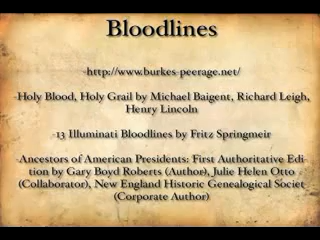 Bloodlines
-http://www.burkes-peerage.net/
-Holy Blood, Holy Grail by Michael Baigent, Richard Leigh,
Henry Lincoln
-13 Illuminati Bloodlines by Fritz Springmeir
-Ancestors of American Presidents: First Authoritative Edi
tion by Gary Boyd Roberts (Author), Julie Helen Otto
(Collaborator), New England Historic Genealogical Societ
(Corporate Author)